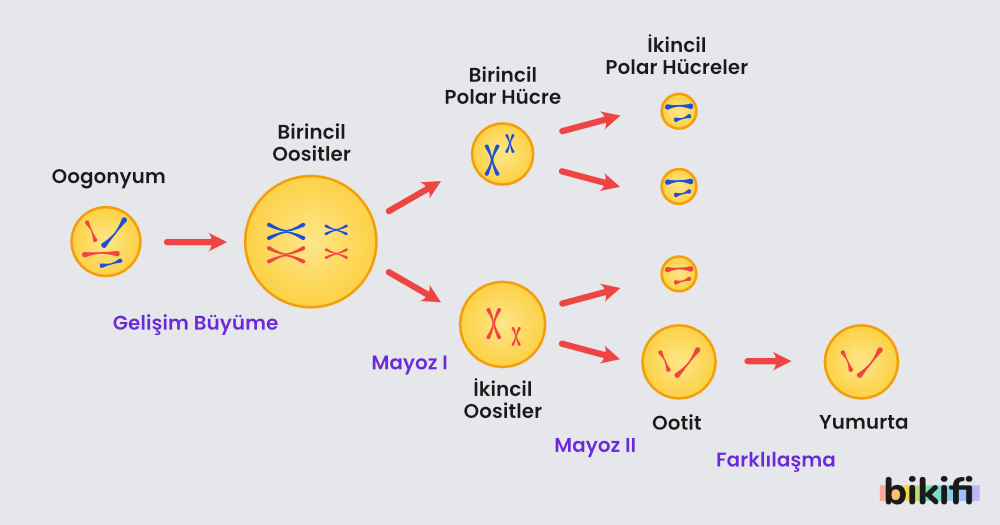 İkincil
Polar Hücreler
Birincil
Polar Hücre
Birincil
Oositler
Oogonyum
Gelişim Büyüme
Mayoz I
İkincil
Oositler
Ootit
Yumurta
Mayoz II
Farklılaşma
bikifi